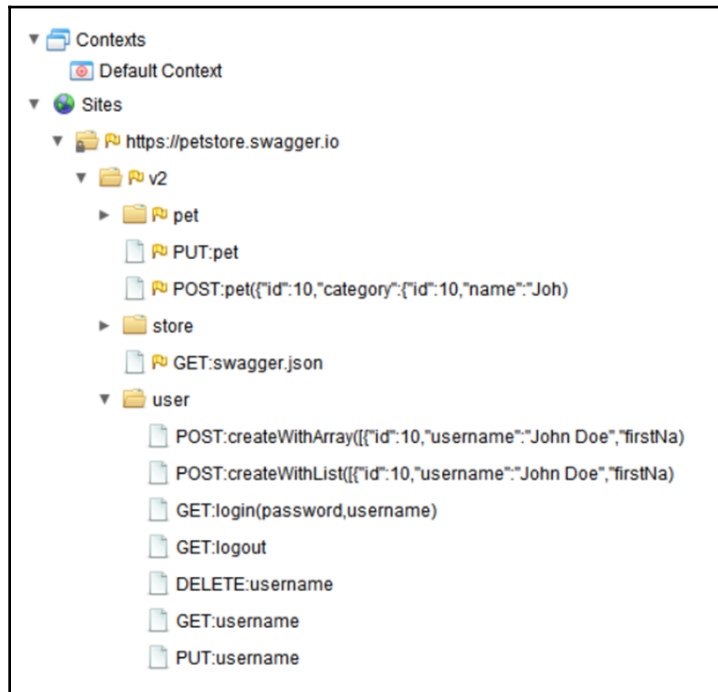 Contexts
Default Context
Sites
https://petstore.swagger.io
v2
pet
PUT:pet
POST:pet({"id":10,"category":{"id":10,"name":"Joh)
store
GET:swagger.json
user
POST:createWithArray([{"id":10,"username":"John Doe","firstNa)
POST:createWithList([{"id":10,"username":"John Doe","firstNa)
GET:login(password,username)
GET:logout
DELETE:username
GET:username
PUT:username